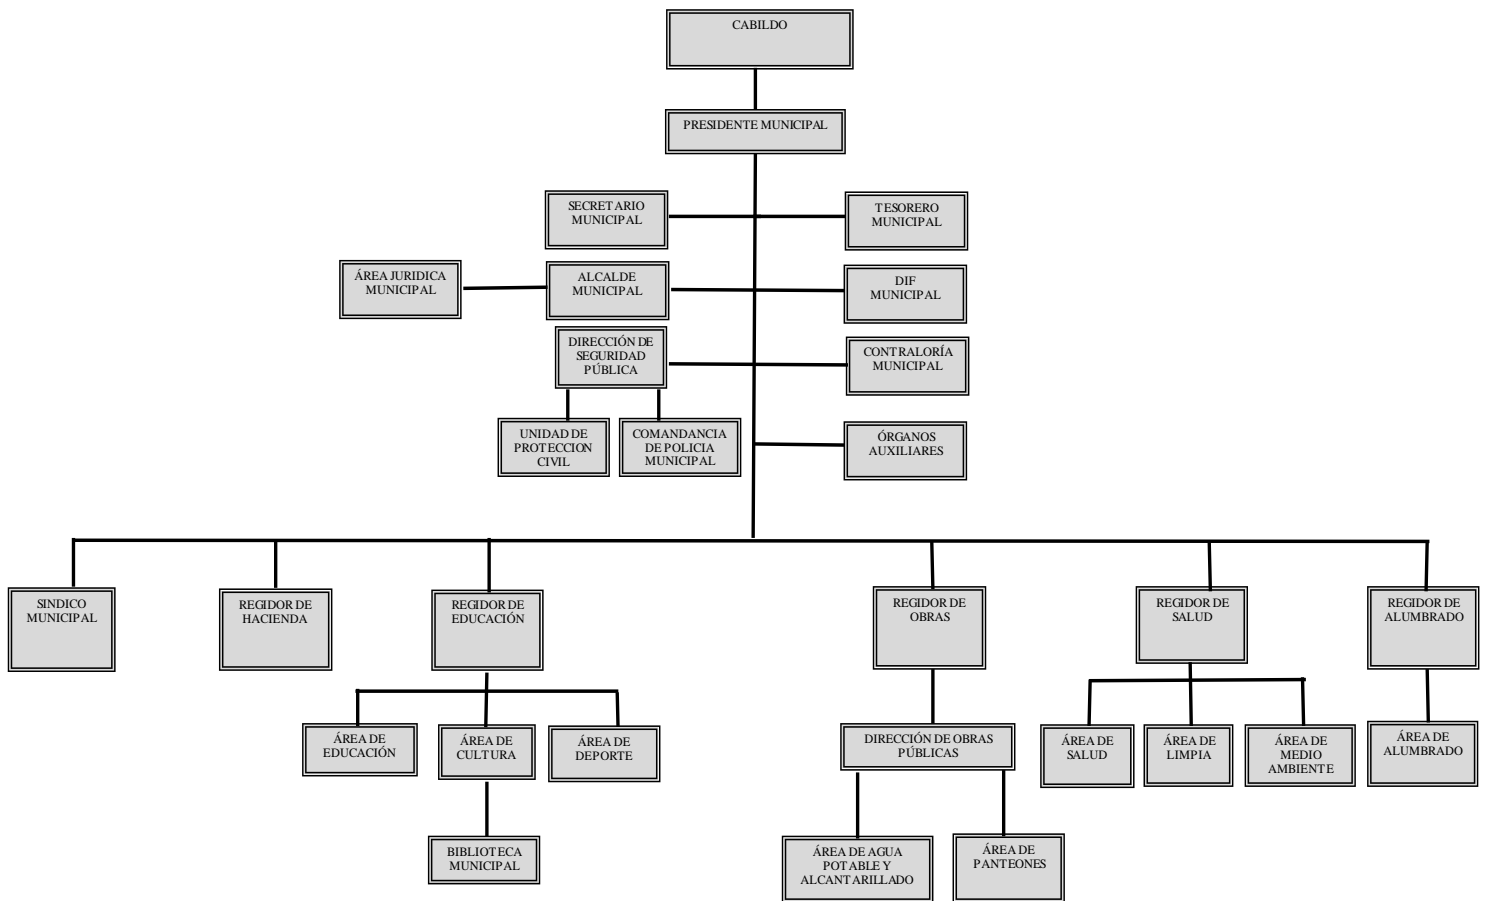 CABILDO
PRESIDENTE MUNICIPAL
SECRETARIO
MUNICIPAL
TESORERO
MUNICIPAL
ÁREA JURIDICA
MUNICIPAL
ALCALDE
MUNICIPAL
DIF
MUNICIPAL
DIRECCIÓN DE
SEGURIDAD
PÚBLICA
CONTRALORÍA
MUNICIPAL
UNIDAD DE
PROTECCION
CIVIL
COMANDANCIA
DE POLICIA
MUNICIPAL
ÓRGANOS
AUXILIARES
SINDICO
MUNICIPAL
REGIDOR DE
HACIENDA
REGIDOR DE
EDUCACIÓN
REGIDOR DE
OBRAS
REGIDOR DE
SALUD
REGIDOR DE
ALUMBRADO
ÁREA DE
EDUCACIÓN
ÁREA DE
CULTURA
ÁREA DE
DEPORTE
DIRECCIÓN DE OBRAS
PÚBLICAS
ÁREA DE
SALUD
ÁREA DE
LIMPIA
ÁREA DE
MEDIO
AMBIENTE
ÁREA DE
ALUMBRADO
BIBLIOTECA
MUNICIPAL
ÁREA DE AGUA
POTABLE Y
ALCANTARILLADO
ÁREA DE
PANTEONES